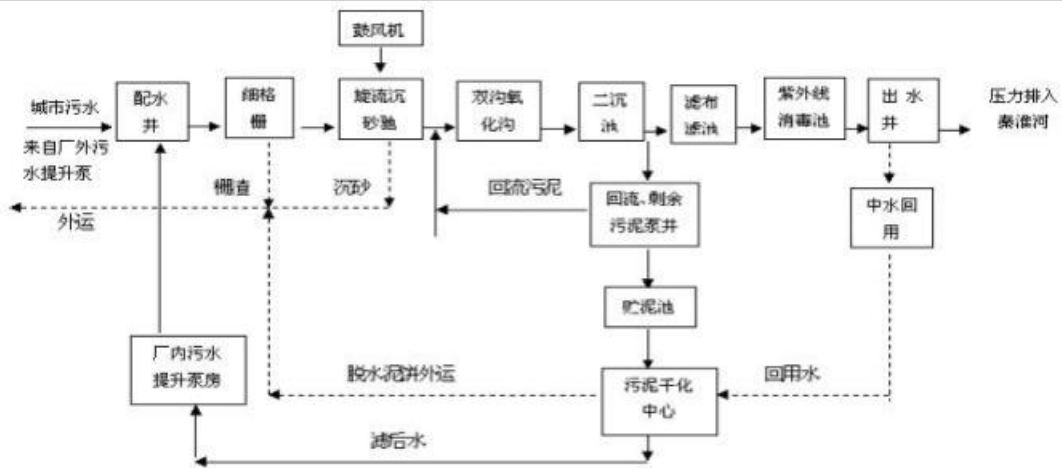 鼓风机
城市污水
来自厂外污
水提升泵
配水
井
细格
栅
旋流沉
砂驰
双沟氧
化沟
二沉
池
滤布
滤池
紫外线
消毒池
出 水
井
压力排入
秦淮河
栅渣
沉砂
外运
回流污泥
回流、剩余
污泥泵井
中水回
用
贮泥池
厂内污水
提升泵房
脱水泥饼外运
污泥干化
中心
回用水
滤后水